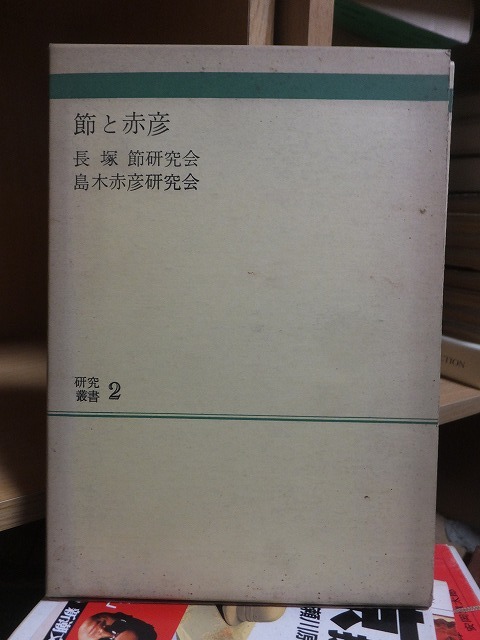 節と赤彦
長塚 節研究会
島木赤彦研究会
研究
叢書 2